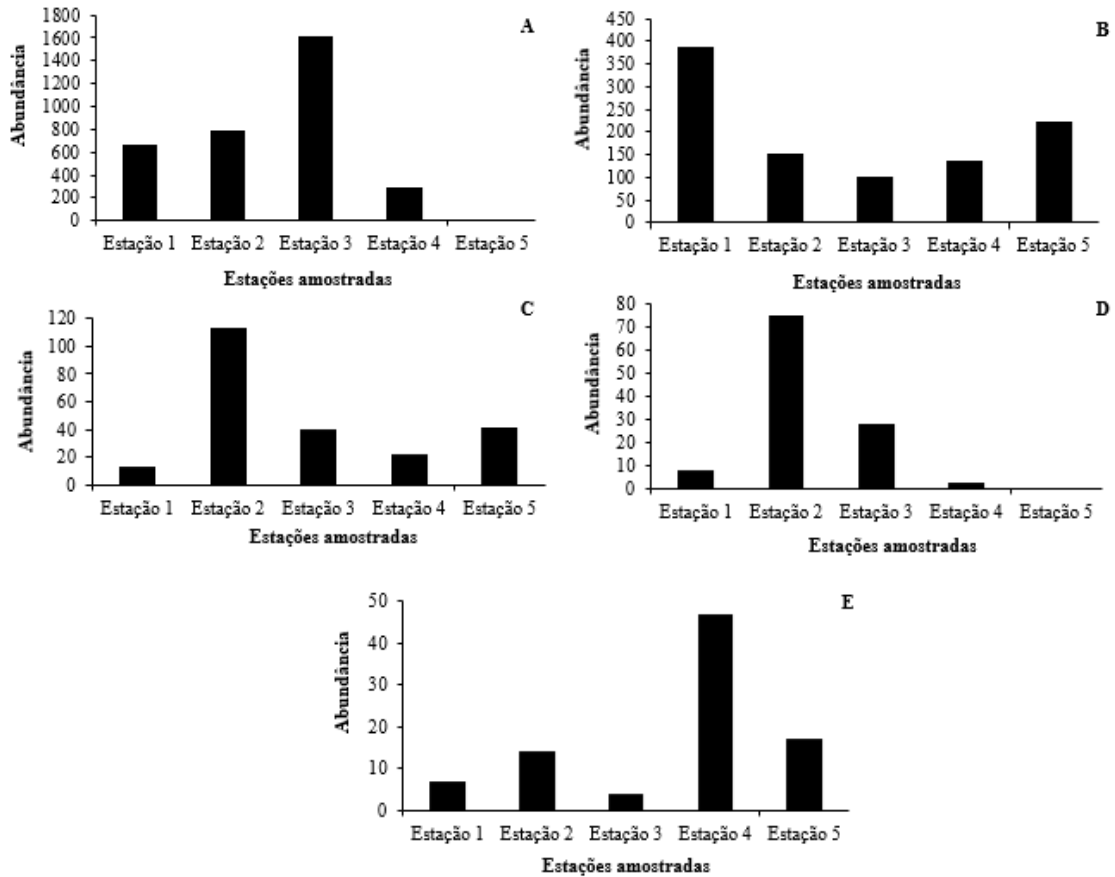 A
Abundância
1800
1600
1400
1200
1000
800
600
400
200
0
Estação 1 Estação 2 Estação 3 Estação 4 Estação 5
Estações amostradas
B
Abundância
450
400
350
300
250
200
150
100
50
0
Estação 1 Estação 2 Estação 3 Estação 4 Estação 5
Estações amostradas
C
Abundância
120
100
80
60
40
20
0
Estação 1 Estação 2 Estação 3 Estação 4 Estação 5
Estações amostradas
D
Abundância
80
70
60
50
40
30
20
10
0
Estação 1 Estação 2 Estação 3 Estação 4 Estação 5
Estações amostradas
E
Abundância
50
40
30
20
10
0
Estação 1 Estação 2 Estação 3 Estação 4 Estação 5
Estações amostradas